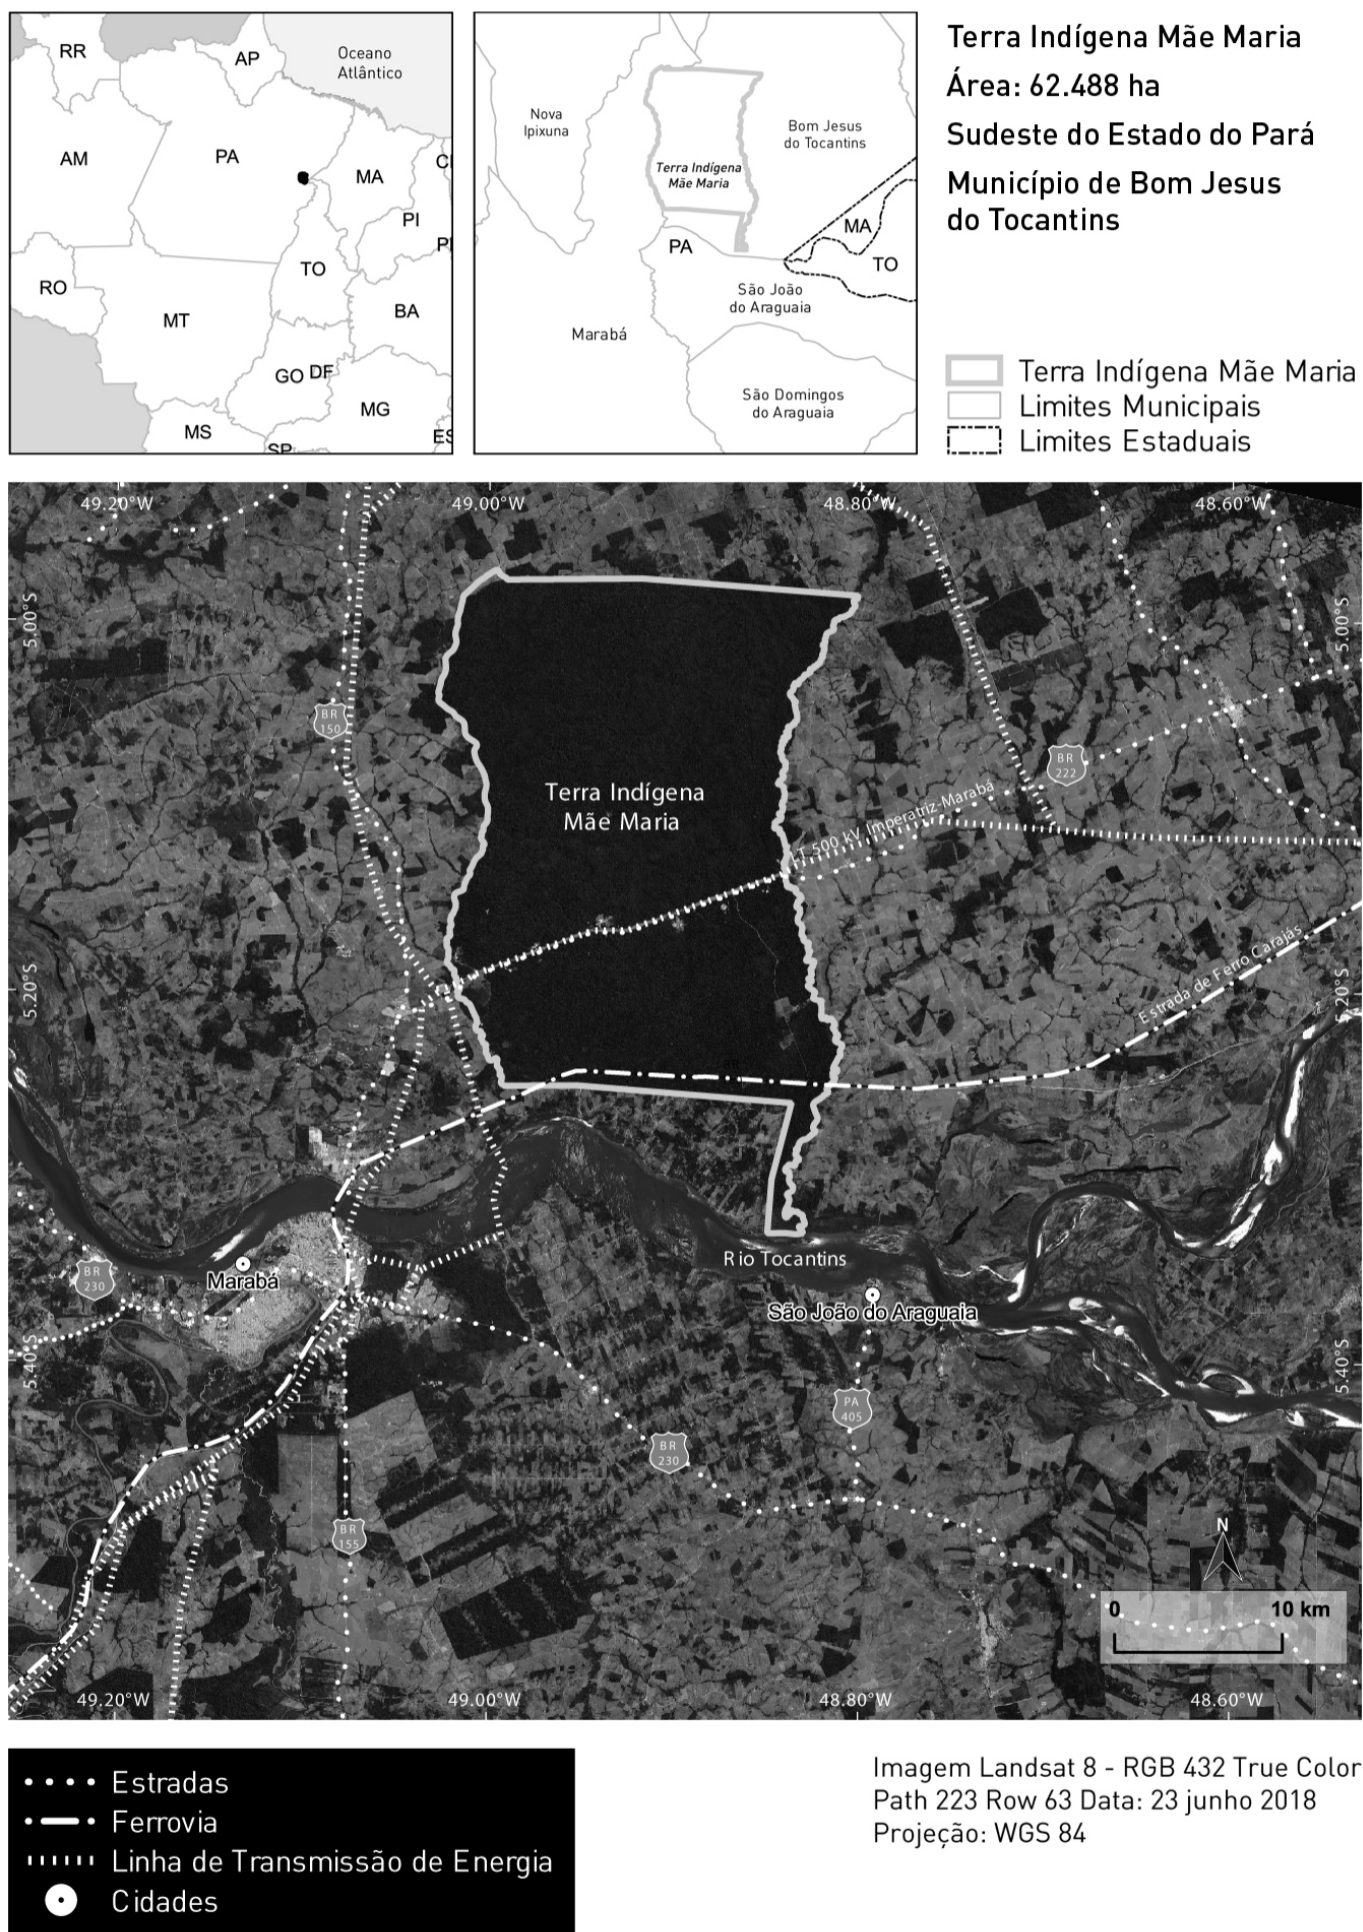 RR
AP
Oceano
Atlântico
AM
PA
MA
PI
RO
TO
MT
BA
GO
DF
MG
MS
SP
ES
Nova
Ipixuna
Bom Jesus
do Tocantins
Terra Indígena
Mãe Maria
MA
PA
TO
São João
do Araguaia
Marabá
São Domingos
do Araguaia
Terra Indígena Mãe Maria
Área: 62.488 ha
Sudeste do Estado do Pará
Município de Bom Jesus
do Tocantins
Terra Indígena Mãe Maria
Limites Municipais
Limites Estaduais
49.20°W
49.00°W
48.80°W
48.60°W
5.00°S
5.00°S
BR
150
BR
222
Terra Indígena
Mãe Maria
LT 500 kV Imperatriz-Marabá
Estrada de Ferro Carajás
5.20°S
5.20°S
Rio Tocantins
BR
230
Marabá
São João do Araguaia
5.40°S
5.40°S
PA
405
BR
230
BR
155
N
0
10 km
49.20°W
49.00°W
48.80°W
48.60°W
Estradas
Ferrovia
Linha de Transmissão de Energia
Cidades
Imagem Landsat 8 - RGB 432 True Color
Path 223 Row 63 Data: 23 junho 2018
Projeção: WGS 84